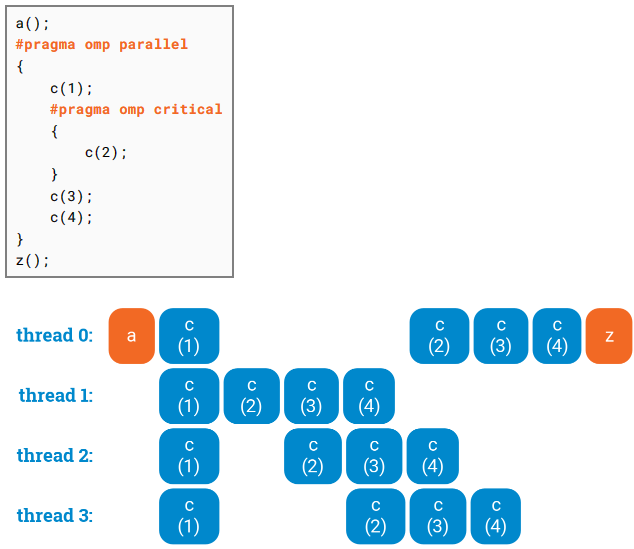 a();
#pragma omp parallel
{
    c(1);
    #pragma omp critical
    {
        c(2);
    }
    c(3);
    c(4);
}
z();
thread 0: a c (1) c (2) c (3) c (4) z
thread 1: c (1) c (2) c (3) c (4)
thread 2: c (1) c (2) c (3) c (4)
thread 3: c (1) c (2) c (3) c (4)